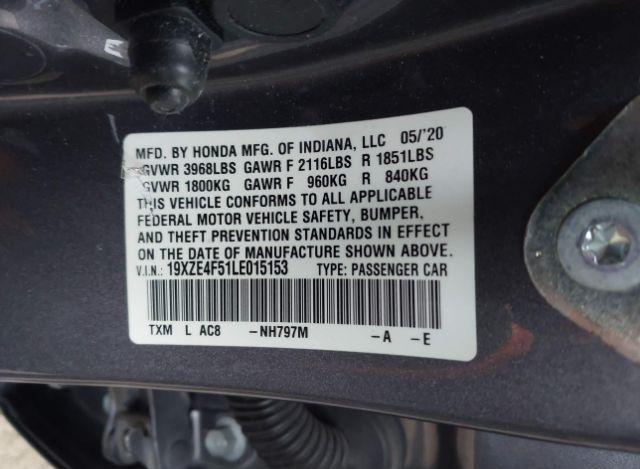 MFD. BY HONDA MFG. OF INDIANA, LLC 05/'20
GVWR 3968LBS GAWR F 2116LBS R 1851LBS
GVWR 1800KG GAWR F 960KG R 840KG
THIS VEHICLE CONFORMS TO ALL APPLICABLE
FEDERAL MOTOR VEHICLE SAFETY, BUMPER,
AND THEFT PREVENTION STANDARDS IN EFFECT
ON THE DATE OF MANUFACTURE SHOWN ABOVE.
V.I.N.: 19XZE4F51LE015153 TYPE: PASSENGER CAR
TXM L AC8 -NH797M -A -E